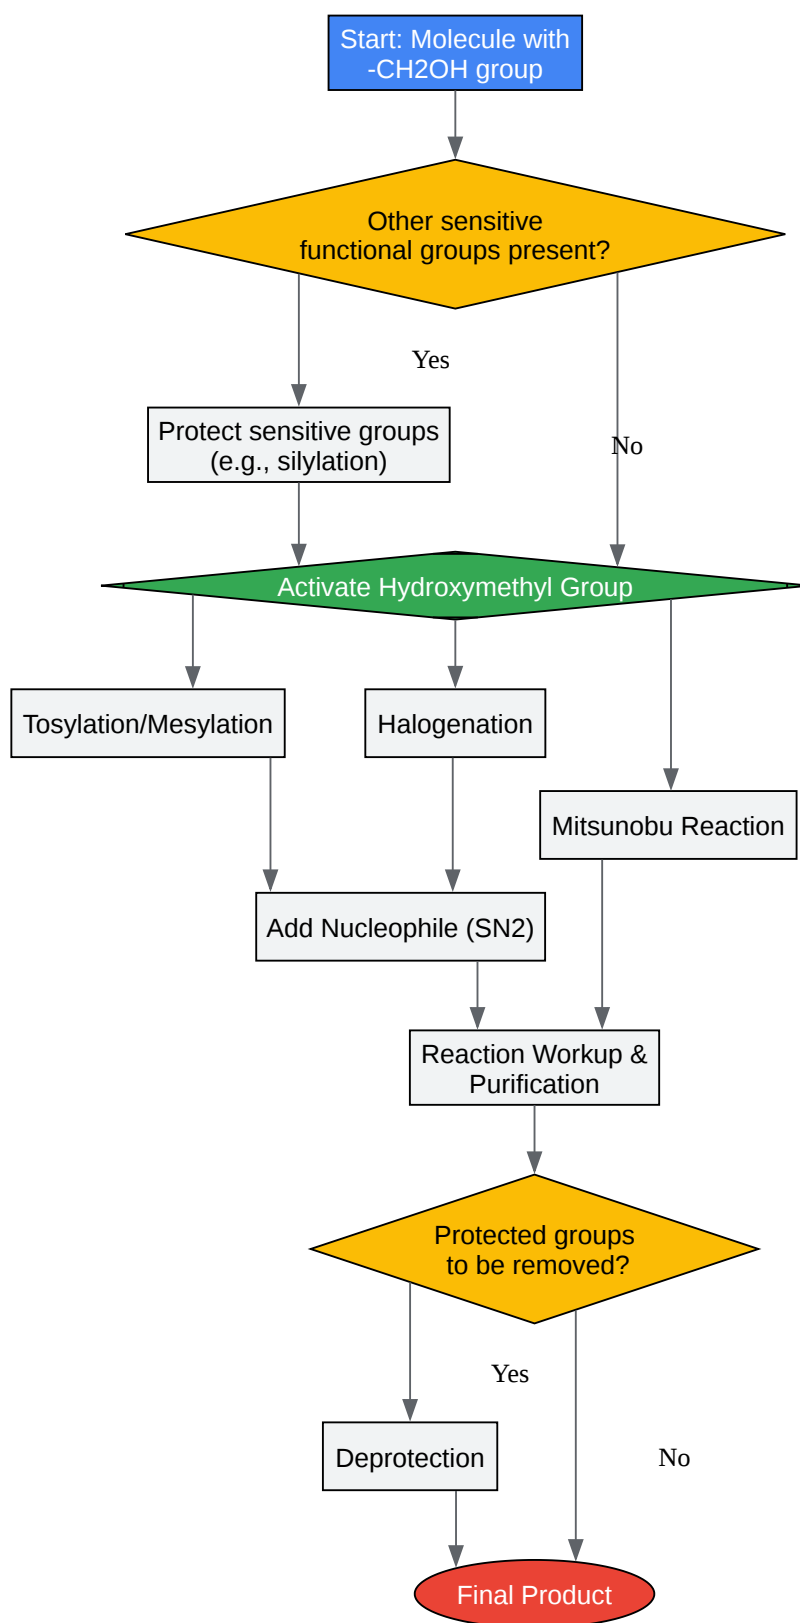 Start: Molecule with
-CH2OH group
Other sensitive
functional groups present?
Yes
Protect sensitive groups
(e.g., silylation)
No
Activate Hydroxymethyl Group
Tosylation/Mesylation
Halogenation
Mitsunobu Reaction
Add Nucleophile (SN2)
Reaction Workup &
Purification
Protected groups
to be removed?
Yes
Deprotection
No
Final Product